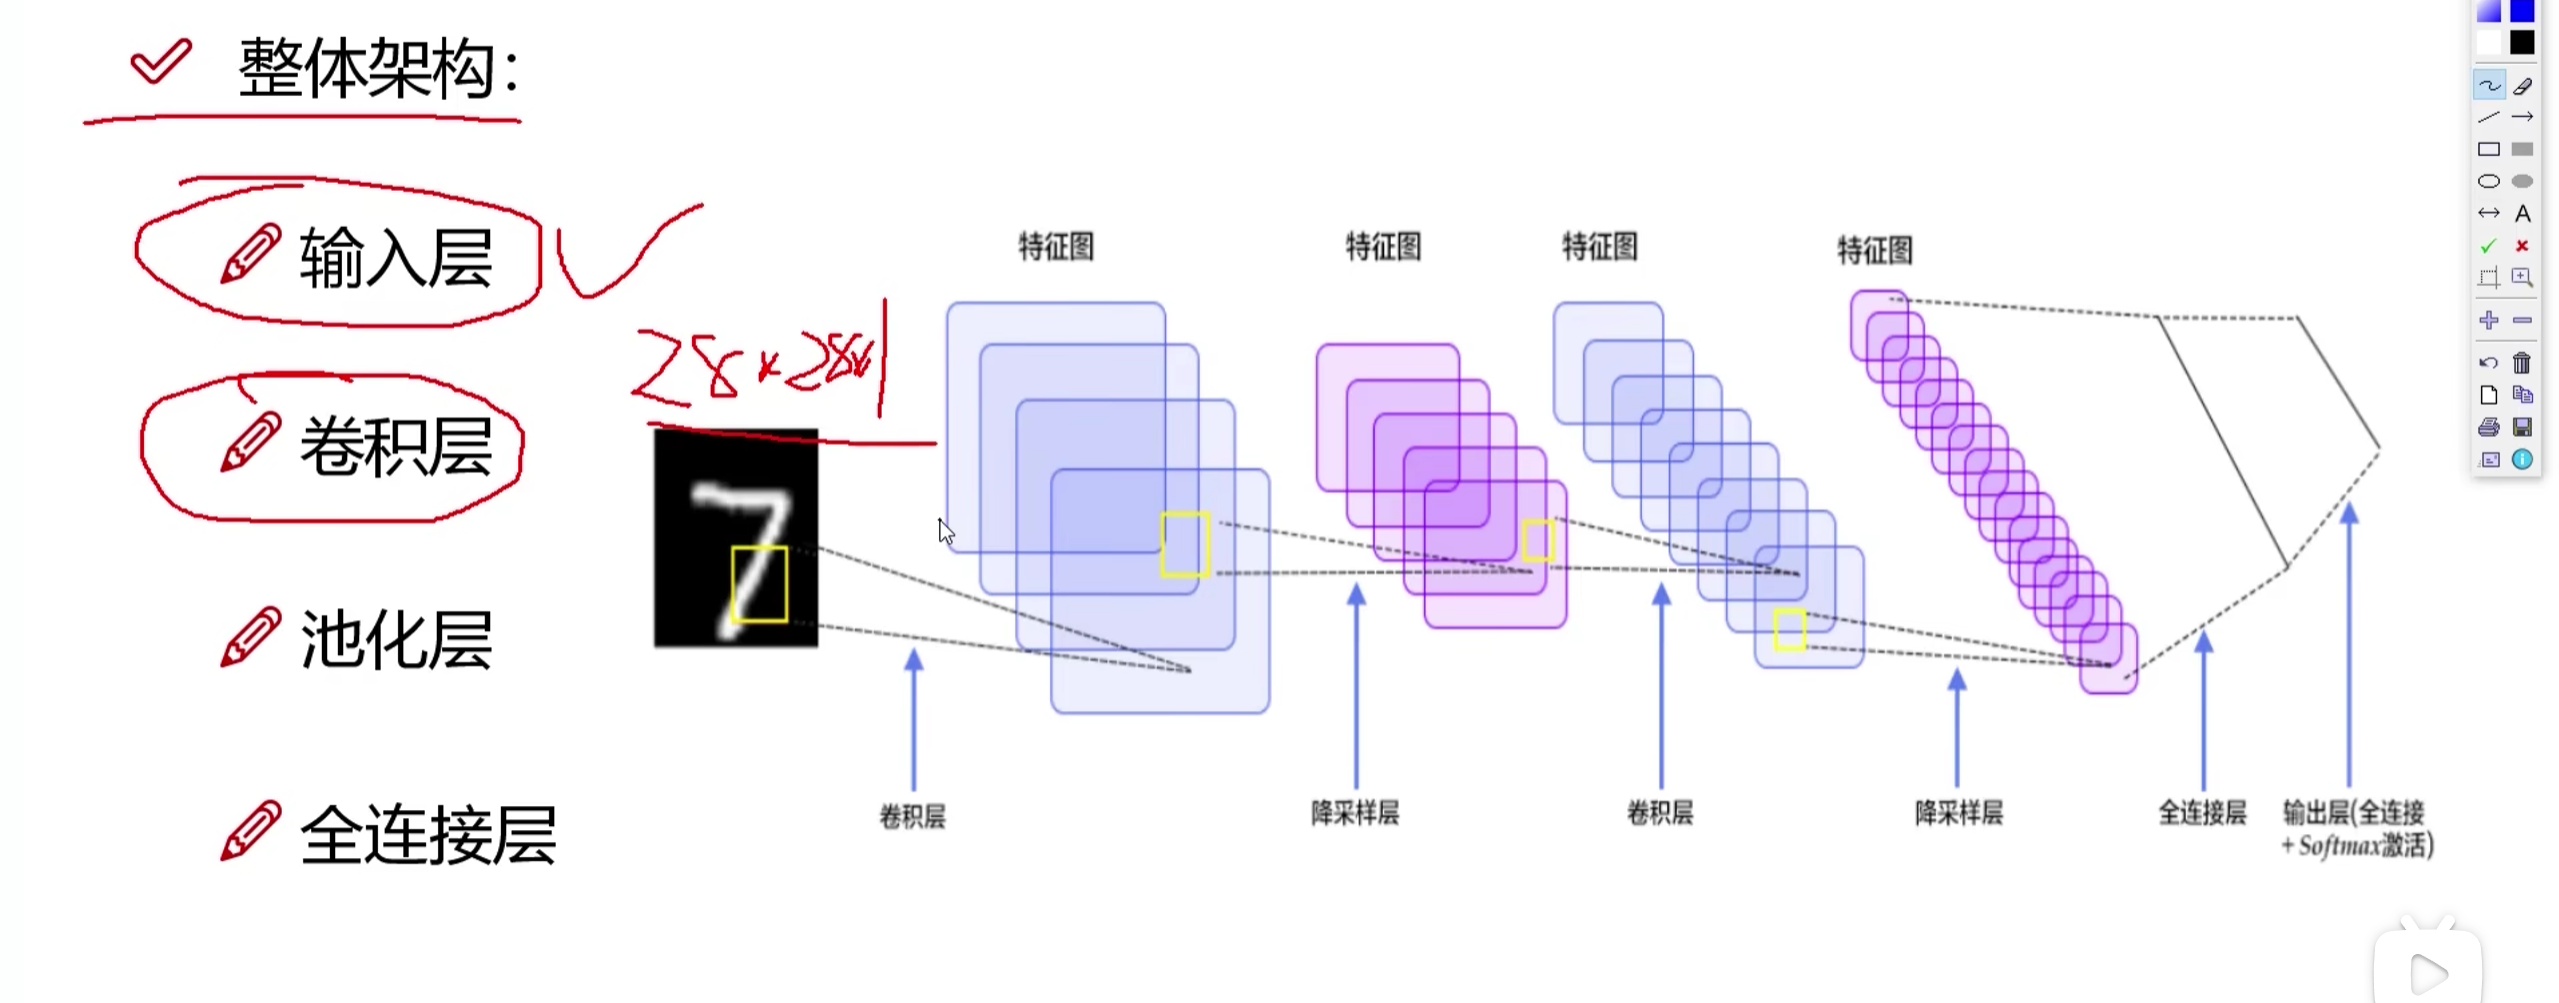 整体架构：
输入层
卷积层
池化层
全连接层
28×28×1
特征图
特征图
特征图
特征图
7
卷积层
降采样层
卷积层
降采样层
全连接层
输出层(全连接
+ Softmax激活)
A